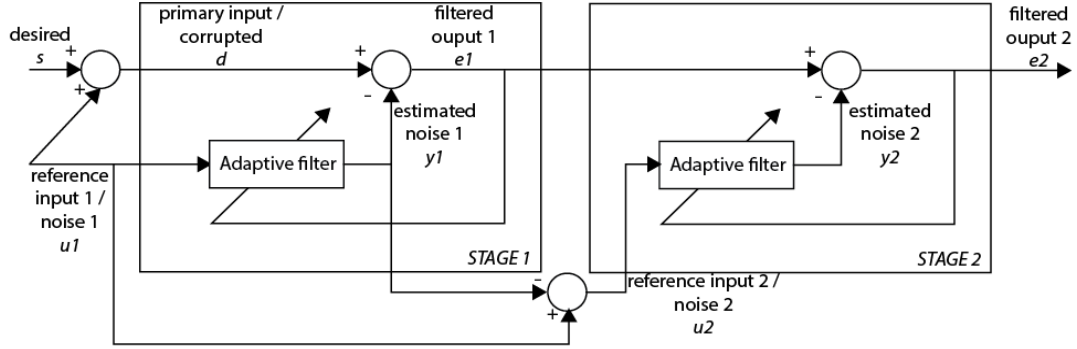 desired
s
+
+
primary input /
corrupted
d
+
-
filtered
ouput 1
e1
estimated
noise 1
y1
Adaptive filter
reference
input 1 /
noise 1
u1
STAGE 1
-
+
reference input 2 /
noise 2
u2
+
-
filtered
ouput 2
e2
estimated
noise 2
y2
Adaptive filter
STAGE 2